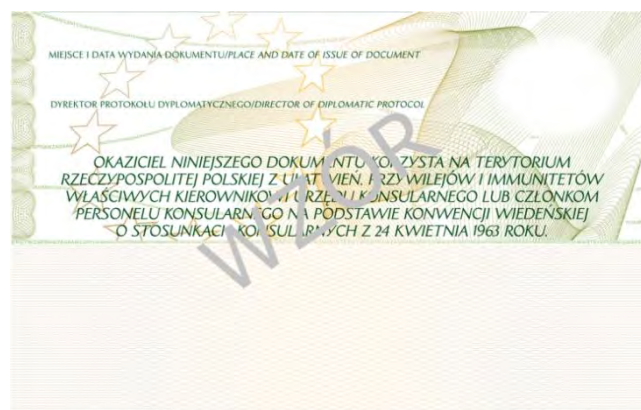 MIEJSCE I DATA WYDANIA DOKUMENTU/PLACE AND DATE OF ISSUE OF DOCUMENT
DYREKTOR PROTOKOŁU DYPLOMATYCZNEGO/DIRECTOR OF DIPLOMATIC PROTOCOL
OKAZICIEL NINIEJSZEGO DOKUMENTU KORZYSTA NA TERYTORIUM
RZECZYPOSPOLITEJ POLSKIEJ Z UŁATWIEŃ, PRZYWILEJÓW I IMMUNITETÓW
WŁAŚCIWYCH KIEROWNIKOWI URZĘDU KONSULARNEGO LUB CZŁONKOM
PERSONELU KONSULARNEGO NA PODSTAWIE KONWENCJI WIEDEŃSKIEJ
O STOSUNKACH KONSULARNYCH Z 24 KWIETNIA 1963 ROKU.
WZÓR